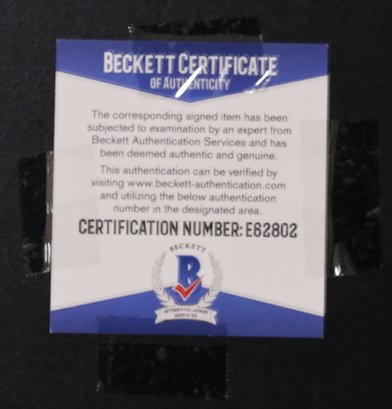 BECKETT CERTIFICATE
OF AUTHENTICITY
The corresponding signed item has been
subjected to examination by an expert from
Beckett Authentication Services and has
been deemed authentic and genuine.
This authentication can be verified by
visiting www.beckett-authentication.com
and utilizing the below authentication
number in the designated area.
CERTIFICATION NUMBER: E62802
BECKETT
B
AUTHENTICATION
SERVICES